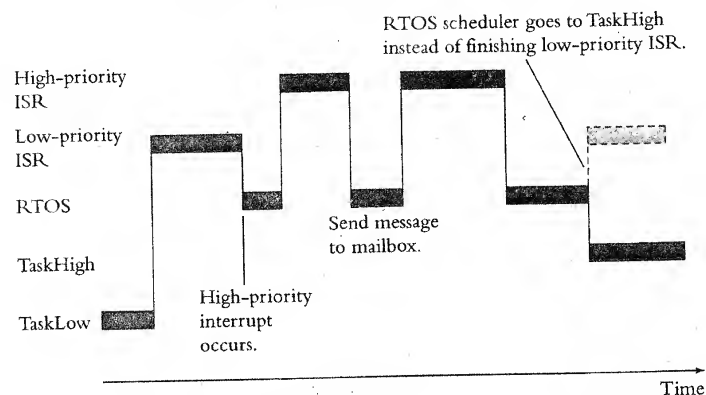 RTOS scheduler goes to TaskHigh
instead of finishing low-priority ISR.
High-priority
ISR
Low-priority
ISR
RTOS
Send message
to mailbox.
TaskHigh
High-priority
interrupt
occurs.
TaskLow
Time